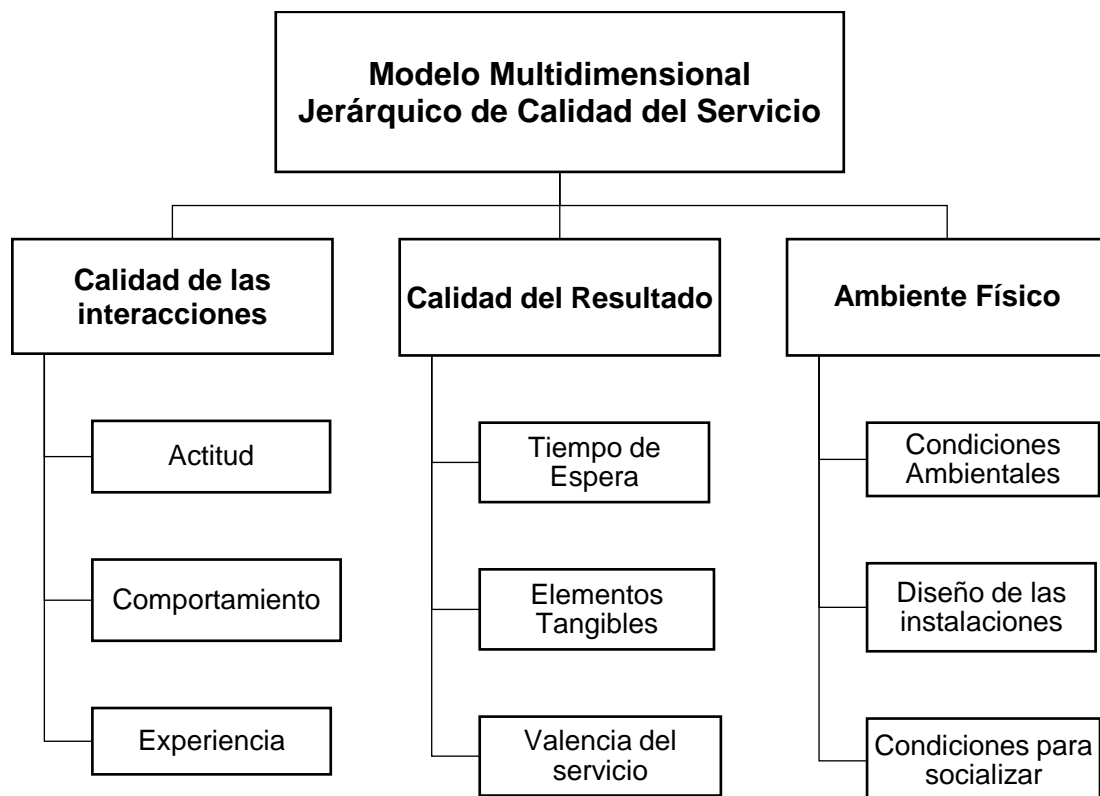 Modelo Multidimensional
Jerárquico de Calidad del Servicio
Calidad de las
interacciones
Actitud
Comportamiento
Experiencia
Calidad del Resultado
Tiempo de
Espera
Elementos
Tangibles
Valencia del
servicio
Ambiente Físico
Condiciones
Ambientales
Diseño de las
instalaciones
Condiciones para
socializar